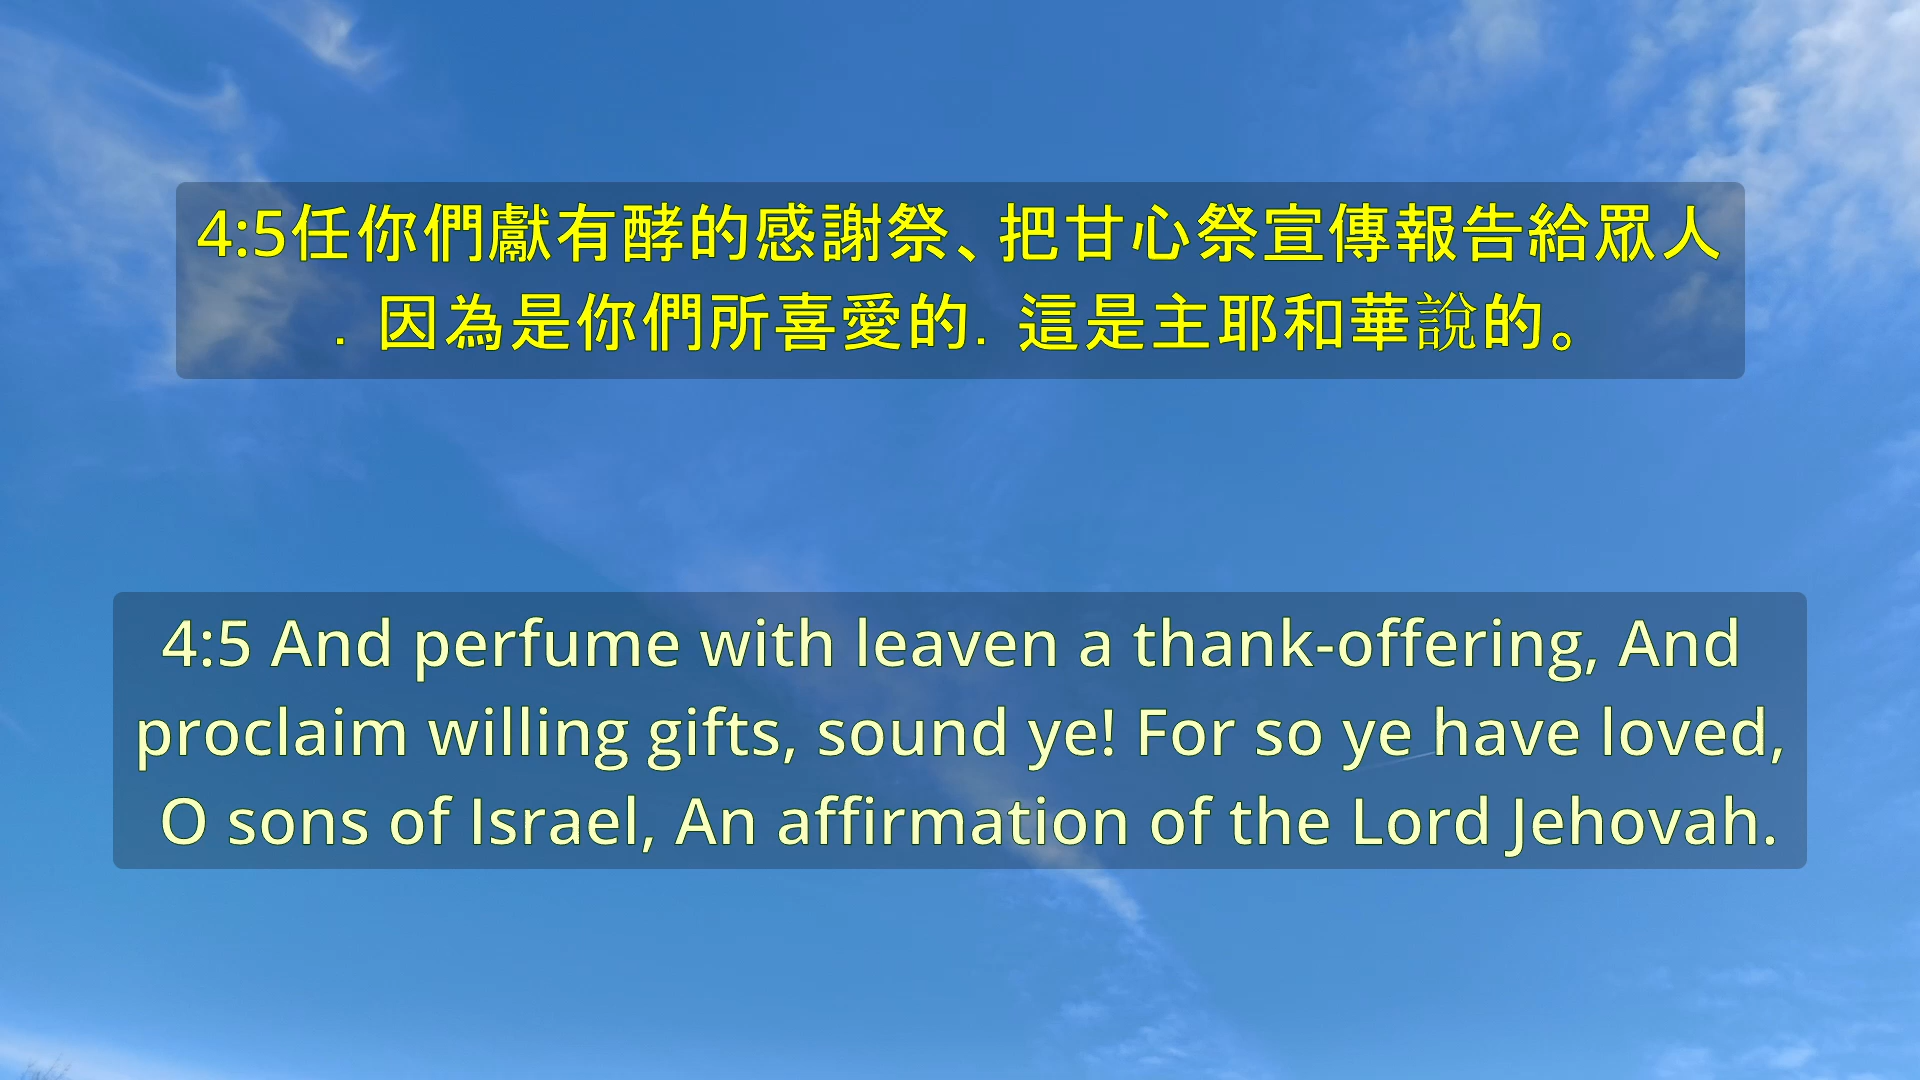 4:5任你們獻有酵的感謝祭、把甘心祭宣傳報告給眾人
．因為是你們所喜愛的．這是主耶和華說的。
4:5 And perfume with leaven a thank-offering, And
proclaim willing gifts, sound ye! For so ye have loved,
O sons of Israel, An affirmation of the Lord Jehovah.